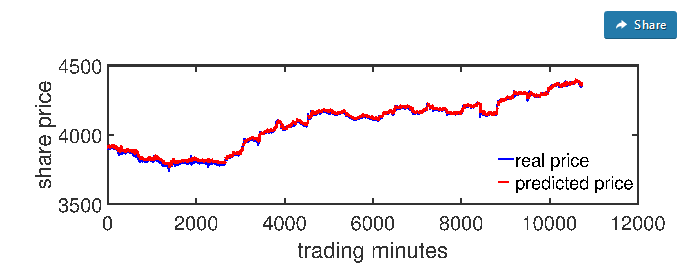 Share
4500
4000
3500
share price
real price
predicted price
0 2000 4000 6000 8000 10000 12000
trading minutes